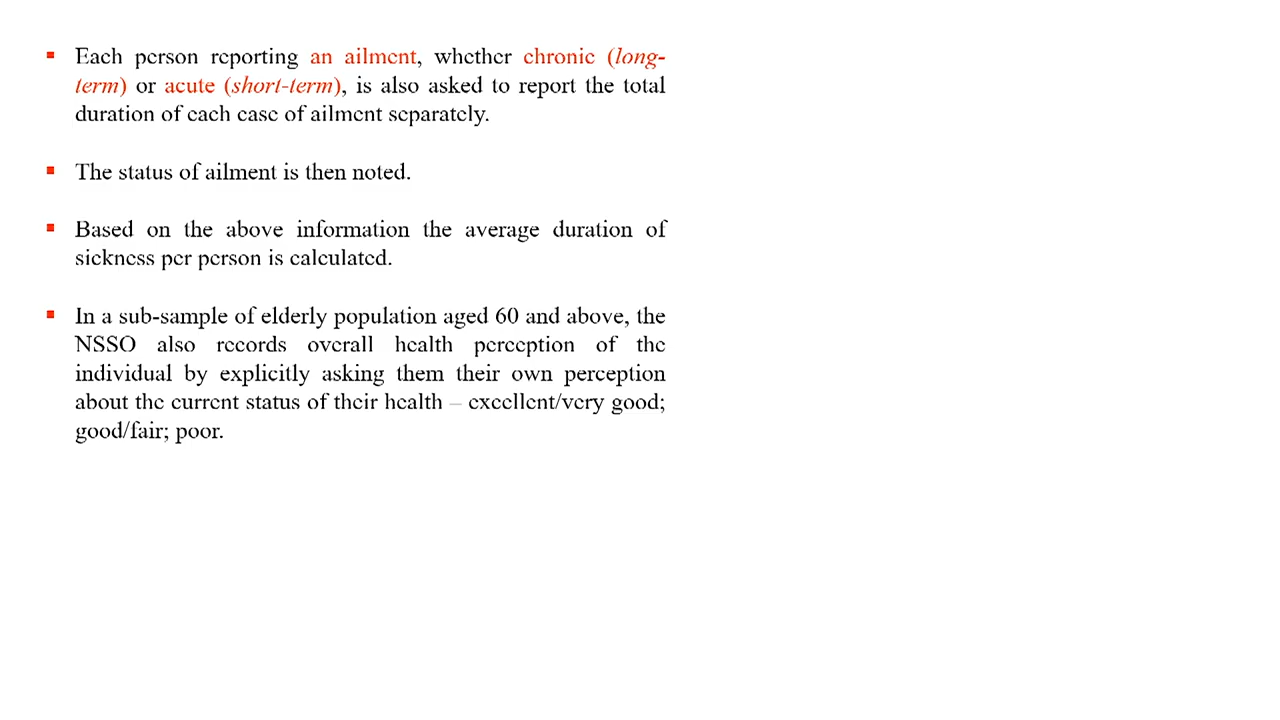 ▪ Each person reporting an ailment, whether chronic (long-
term) or acute (short-term), is also asked to report the total
duration of each case of ailment separately.
▪ The status of ailment is then noted.
▪ Based on the above information the average duration of
sickness per person is calculated.
▪ In a sub-sample of elderly population aged 60 and above, the
NSSO also records overall health perception of the
individual by explicitly asking them their own perception
about the current status of their health – excellent/very good;
good/fair; poor.